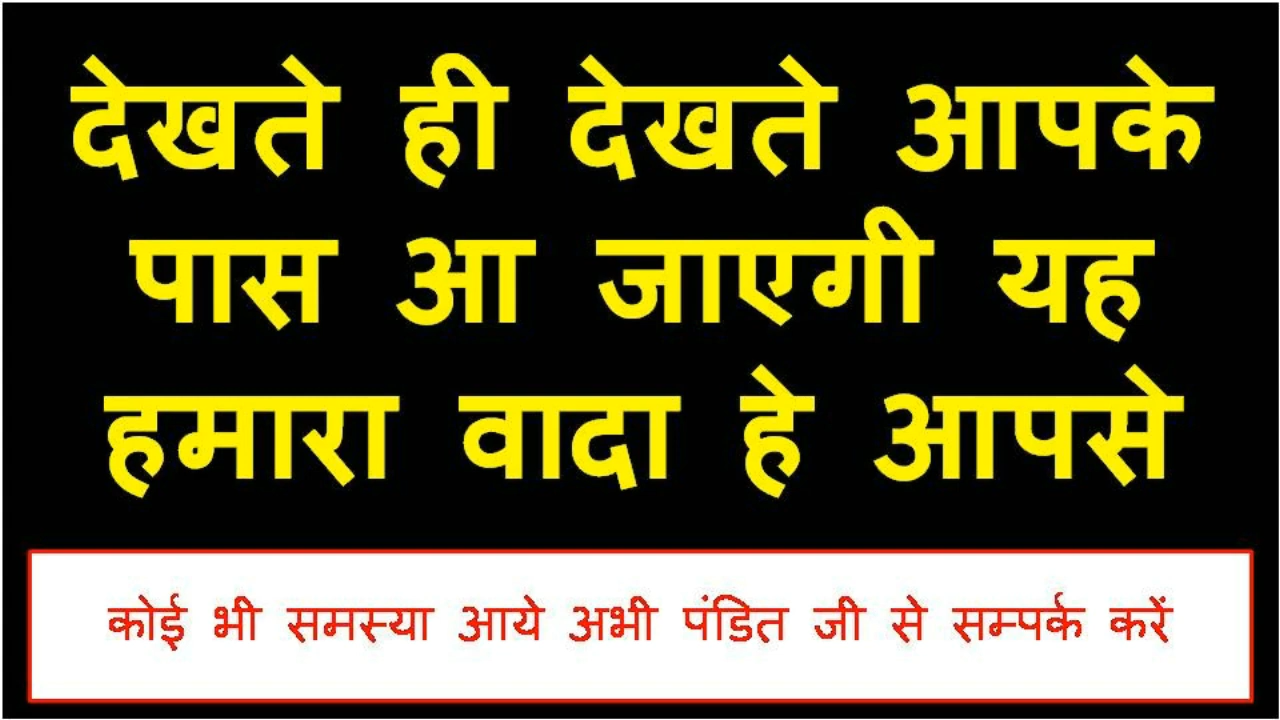 देखते ही देखते आपके
पास आ जाएगी यह
हमारा वादा हे आपसे
कोई भी समस्या आये अभी पंडित जी से सम्पर्क करें